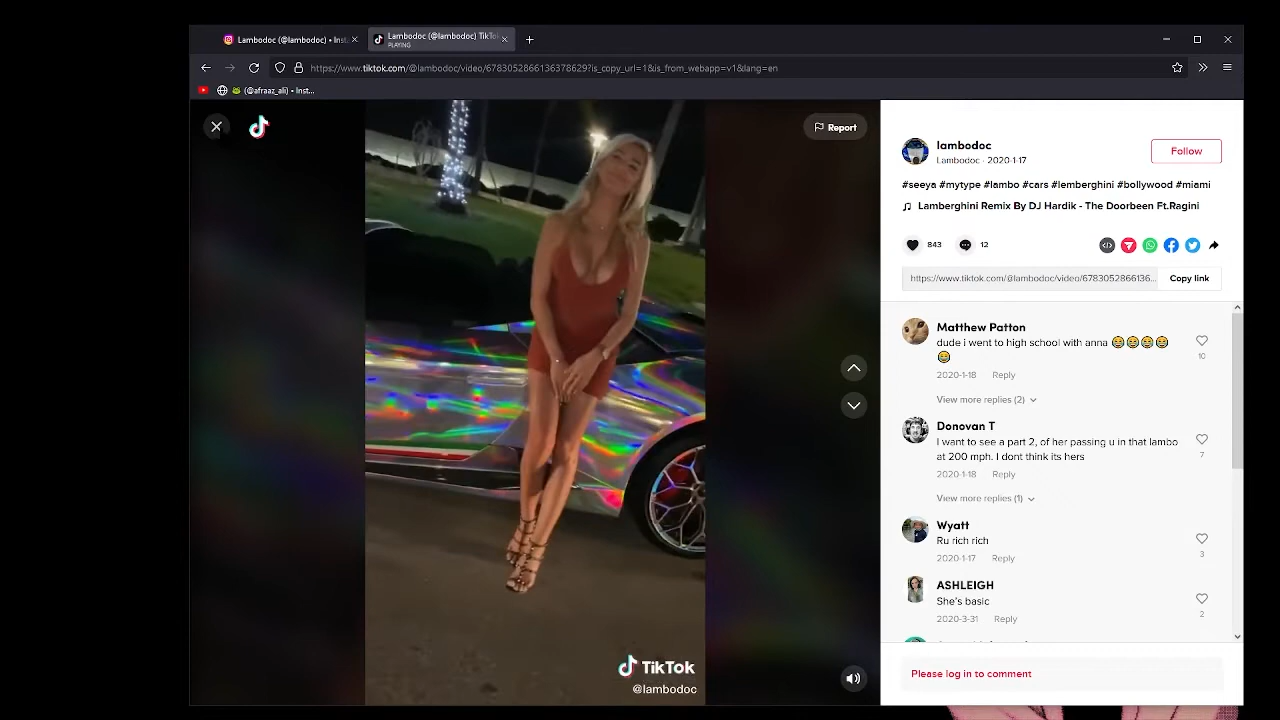 Lambodoc (@lambodoc) • Inst
Lambodoc (@lambodoc) TikTo
PLAYING
https://www.tiktok.com/@lambodoc/video/6783052866136378629?is_copy_url=1&is_from_webapp=v1&lang=en
(@afraaz_ali) • Inst...
Report
lambodoc
Lambodoc · 2020-1-17
Follow
#seeya #mytype #lambo #cars #lemberghini #bollywood #miami
Lamberghini Remix By DJ Hardik - The Doorbeen Ft.Ragini
843
12
https://www.tiktok.com/@lambodoc/video/6783052866136...
Copy link
Matthew Patton
dude i went to high school with anna 😂😂😂😂
😂
10
2020-1-18 Reply
View more replies (2)
Donovan T
I want to see a part 2, of her passing u in that lambo
at 200 mph. I dont think its hers
7
2020-1-18 Reply
View more replies (1)
Wyatt
Ru rich rich
3
2020-1-17 Reply
ASHLEIGH
She's basic
2
2020-3-31 Reply
TikTok
@lambodoc
Please log in to comment